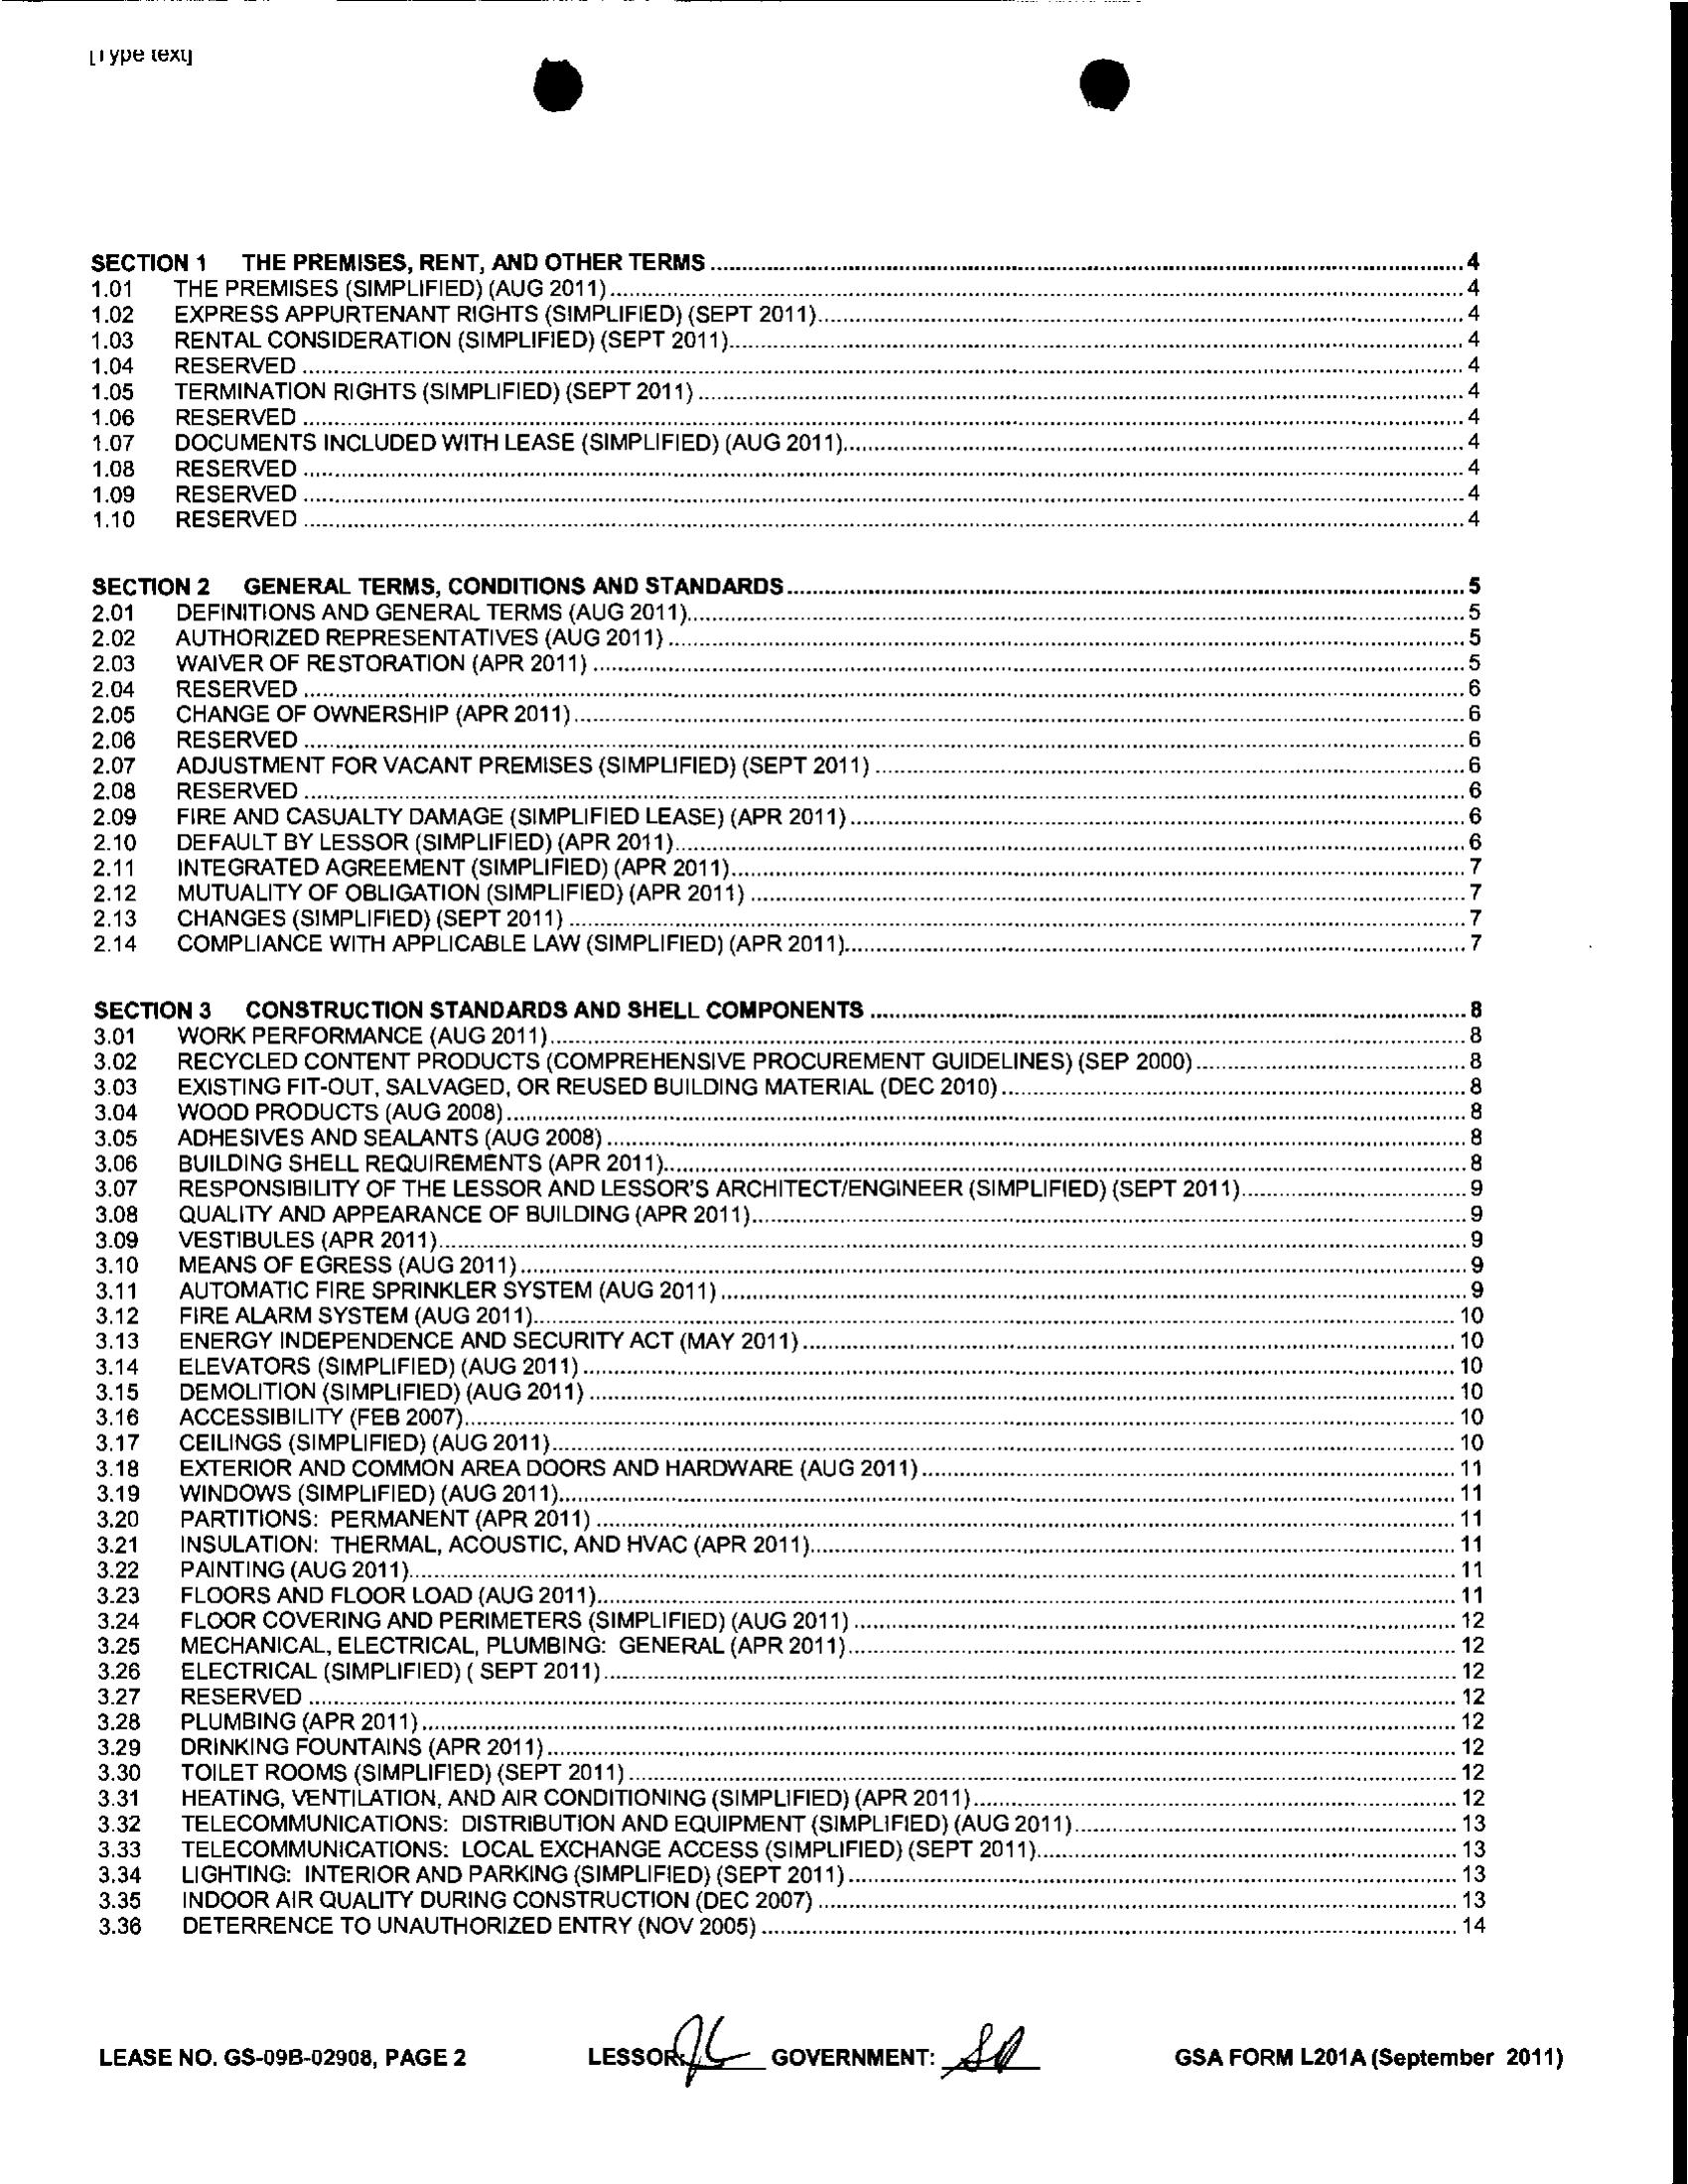 [Type text]
SECTION 1 THE PREMISES, RENT, AND OTHER TERMS ... 4
1.01 THE PREMISES (SIMPLIFIED) (AUG 2011) ... 4
1.02 EXPRESS APPURTENANT RIGHTS (SIMPLIFIED) (SEPT 2011) ... 4
1.03 RENTAL CONSIDERATION (SIMPLIFIED) (SEPT 2011) ... 4
1.04 RESERVED ... 4
1.05 TERMINATION RIGHTS (SIMPLIFIED) (SEPT 2011) ... 4
1.06 RESERVED ... 4
1.07 DOCUMENTS INCLUDED WITH LEASE (SIMPLIFIED) (AUG 2011) ... 4
1.08 RESERVED ... 4
1.09 RESERVED ... 4
1.10 RESERVED ... 4
SECTION 2 GENERAL TERMS, CONDITIONS AND STANDARDS ... 5
2.01 DEFINITIONS AND GENERAL TERMS (AUG 2011) ... 5
2.02 AUTHORIZED REPRESENTATIVES (AUG 2011) ... 5
2.03 WAIVER OF RESTORATION (APR 2011) ... 5
2.04 RESERVED ... 6
2.05 CHANGE OF OWNERSHIP (APR 2011) ... 6
2.06 RESERVED ... 6
2.07 ADJUSTMENT FOR VACANT PREMISES (SIMPLIFIED) (SEPT 2011) ... 6
2.08 RESERVED ... 6
2.09 FIRE AND CASUALTY DAMAGE (SIMPLIFIED LEASE) (APR 2011) ... 6
2.10 DEFAULT BY LESSOR (SIMPLIFIED) (APR 2011) ... 6
2.11 INTEGRATED AGREEMENT (SIMPLIFIED) (APR 2011) ... 7
2.12 MUTUALITY OF OBLIGATION (SIMPLIFIED) (APR 2011) ... 7
2.13 CHANGES (SIMPLIFIED) (SEPT 2011) ... 7
2.14 COMPLIANCE WITH APPLICABLE LAW (SIMPLIFIED) (APR 2011) ... 7
SECTION 3 CONSTRUCTION STANDARDS AND SHELL COMPONENTS ... 8
3.01 WORK PERFORMANCE (AUG 2011) ... 8
3.02 RECYCLED CONTENT PRODUCTS (COMPREHENSIVE PROCUREMENT GUIDELINES) (SEP 2000) ... 8
3.03 EXISTING FIT-OUT, SALVAGED, OR REUSED BUILDING MATERIAL (DEC 2010) ... 8
3.04 WOOD PRODUCTS (AUG 2008) ... 8
3.05 ADHESIVES AND SEALANTS (AUG 2008) ... 8
3.06 BUILDING SHELL REQUIREMENTS (APR 2011) ... 8
3.07 RESPONSIBILITY OF THE LESSOR AND LESSOR'S ARCHITECT/ENGINEER (SIMPLIFIED) (SEPT 2011) ... 9
3.08 QUALITY AND APPEARANCE OF BUILDING (APR 2011) ... 9
3.09 VESTIBULES (APR 2011) ... 9
3.10 MEANS OF EGRESS (AUG 2011) ... 9
3.11 AUTOMATIC FIRE SPRINKLER SYSTEM (AUG 2011) ... 9
3.12 FIRE ALARM SYSTEM (AUG 2011) ... 10
3.13 ENERGY INDEPENDENCE AND SECURITY ACT (MAY 2011) ... 10
3.14 ELEVATORS (SIMPLIFIED) (AUG 2011) ... 10
3.15 DEMOLITION (SIMPLIFIED) (AUG 2011) ... 10
3.16 ACCESSIBILITY (FEB 2007) ... 10
3.17 CEILINGS (SIMPLIFIED) (AUG 2011) ... 10
3.18 EXTERIOR AND COMMON AREA DOORS AND HARDWARE (AUG 2011) ... 11
3.19 WINDOWS (SIMPLIFIED) (AUG 2011) ... 11
3.20 PARTITIONS: PERMANENT (APR 2011) ... 11
3.21 INSULATION: THERMAL, ACOUSTIC, AND HVAC (APR 2011) ... 11
3.22 PAINTING (AUG 2011) ... 11
3.23 FLOORS AND FLOOR LOAD (AUG 2011) ... 11
3.24 FLOOR COVERING AND PERIMETERS (SIMPLIFIED) (AUG 2011) ... 12
3.25 MECHANICAL, ELECTRICAL, PLUMBING: GENERAL (APR 2011) ... 12
3.26 ELECTRICAL (SIMPLIFIED) ( SEPT 2011) ... 12
3.27 RESERVED ... 12
3.28 PLUMBING (APR 2011) ... 12
3.29 DRINKING FOUNTAINS (APR 2011) ... 12
3.30 TOILET ROOMS (SIMPLIFIED) (SEPT 2011) ... 12
3.31 HEATING, VENTILATION, AND AIR CONDITIONING (SIMPLIFIED) (APR 2011) ... 12
3.32 TELECOMMUNICATIONS: DISTRIBUTION AND EQUIPMENT (SIMPLIFIED) (AUG 2011) ... 13
3.33 TELECOMMUNICATIONS: LOCAL EXCHANGE ACCESS (SIMPLIFIED) (SEPT 2011) ... 13
3.34 LIGHTING: INTERIOR AND PARKING (SIMPLIFIED) (SEPT 2011) ... 13
3.35 INDOOR AIR QUALITY DURING CONSTRUCTION (DEC 2007) ... 13
3.36 DETERRENCE TO UNAUTHORIZED ENTRY (NOV 2005) ... 14
LEASE NO. GS-09B-02908, PAGE 2 LESSOR: GOVERNMENT: GSA FORM L201A (September 2011)